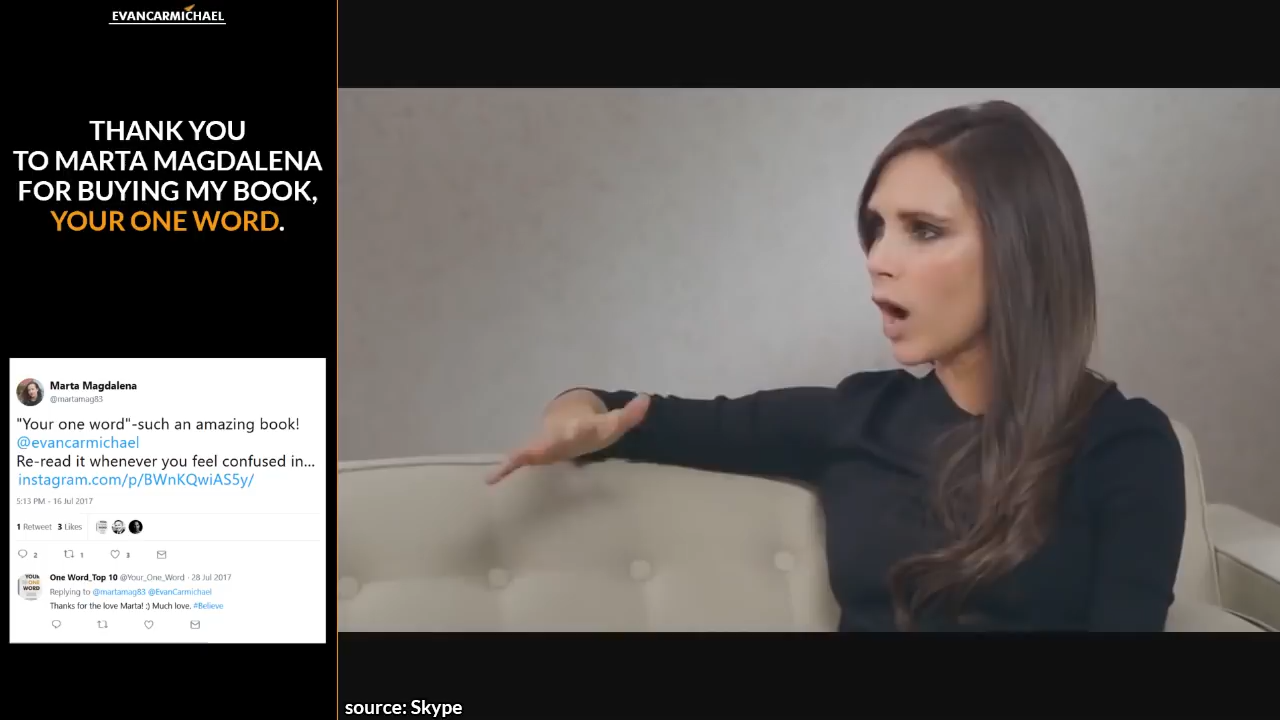 EVANCARMICHAEL
THANK YOU
TO MARTA MAGDALENA
FOR BUYING MY BOOK,
YOUR ONE WORD.
Marta Magdalena
@martamag83
"Your one word"-such an amazing book!
@evancarmichael
Re-read it whenever you feel confused in...
instagram.com/p/BWnKQwiAS5y/
5:13 PM - 16 Jul 2017
1 Retweet 3 Likes
2 1 3
YOUR
ONE
WORD
One Word_Top 10 @Your_One_Word · 28 Jul 2017
Replying to @martamag83 @EvanCarmichael
Thanks for the love Marta! :) Much love. #Believe
source: Skype